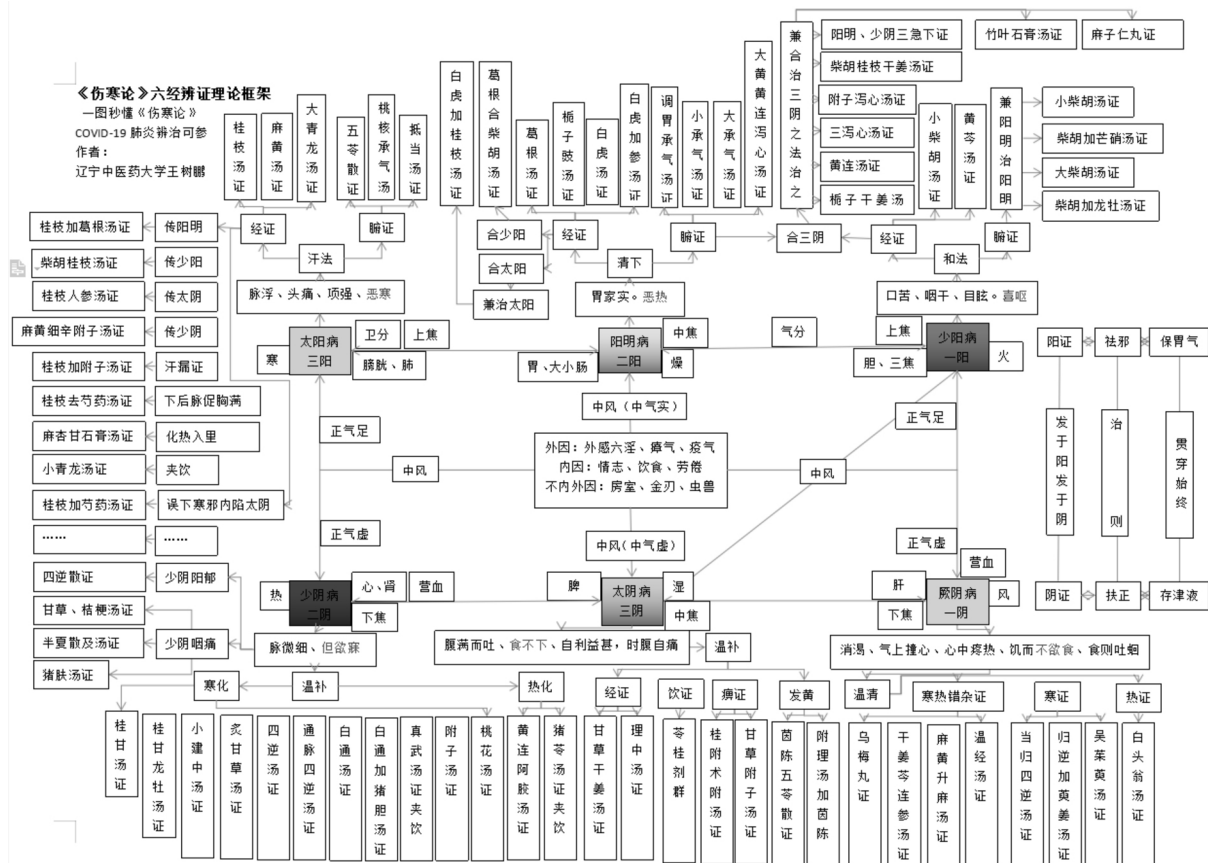 《伤寒论》六经辨证理论框架
一图秒懂《伤寒论》
COVID-19 肺炎辨治可参
作者：
辽宁中医药大学王树鹏
桂枝汤证
麻黄汤证
大青龙汤证
五苓散证
桃核承气汤
抵当汤证
白虎加桂枝汤证
葛根合柴胡汤证
葛根汤证
栀子豉汤证
白虎汤证
白虎加参汤证
调胃承气汤证
小承气汤证
大承气汤证
大黄黄连泻心汤证
兼合治三阴之法治之
阳明、少阴三急下证
竹叶石膏汤证
麻子仁丸证
柴胡桂枝干姜汤证
附子泻心汤证
三泻心汤证
黄连汤证
栀子干姜汤
小柴胡汤证
黄芩汤证
兼阳明治阳明
小柴胡汤证
柴胡加芒硝汤证
大柴胡汤证
柴胡加龙牡汤证
经证
腑证
汗法
合少阳
合太阳
兼治太阳
经证
腑证
清下
合三阴
经证
腑证
和法
脉浮、头痛、项强、恶寒
胃家实。恶热
口苦、咽干、目眩。喜呕
桂枝加葛根汤证
传阳明
柴胡桂枝汤证
传少阳
桂枝人参汤证
传太阴
麻黄细辛附子汤证
传少阴
桂枝加附子汤证
汗漏证
桂枝去芍药汤证
下后脉促胸满
麻杏甘石膏汤证
化热入里
小青龙汤证
夹饮
桂枝加芍药汤证
误下寒邪内陷太阴
……
……
四逆散证
少阴阳郁
甘草、桔梗汤证
半夏散及汤证
少阴咽痛
猪肤汤证
寒
太阳病
三阳
卫分
上焦
膀胱、肺
阳明病
二阳
中焦
胃、大小肠
燥
气分
上焦
胆、三焦
少阳病
一阳
火
中风（中气实）
正气足
正气足
外因：外感六淫、瘴气、疫气
内因：情志、饮食、劳倦
不内外因：房室、金刃、虫兽
中风
中风
正气虚
正气虚
中风（中气虚）
热
少阴病
二阴
心、肾
营血
下焦
脾
太阴病
三阴
湿
中焦
肝
下焦
厥阴病
一阴
营血
风
脉微细、但欲寐
腹满而吐、食不下、自利益甚，时腹自痛
消渴、气上撞心、心中疼热、饥而不欲食、食则吐蛔
阳证
祛邪
保胃气
发于阳发于阴
治则
贯穿始终
阴证
扶正
存津液
寒化
温补
热化
温补
经证
饮证
痹证
发黄
温清
寒热错杂证
寒证
热证
桂甘汤证
桂甘龙牡汤证
小建中汤证
炙甘草汤证
四逆汤证
通脉四逆汤证
白通汤证
白通加猪胆汤证
真武汤证夹饮
附子汤证
桃花汤证
黄连阿胶汤证
猪苓汤证夹饮
甘草干姜汤证
理中汤证
苓桂剂群
桂附术附汤证
甘草附子汤证
茵陈五苓散证
附理汤加茵陈
乌梅丸证
干姜芩连参汤证
麻黄升麻汤证
温经汤证
当归四逆汤证
归逆加萸姜汤证
吴茱萸汤证
白头翁汤证